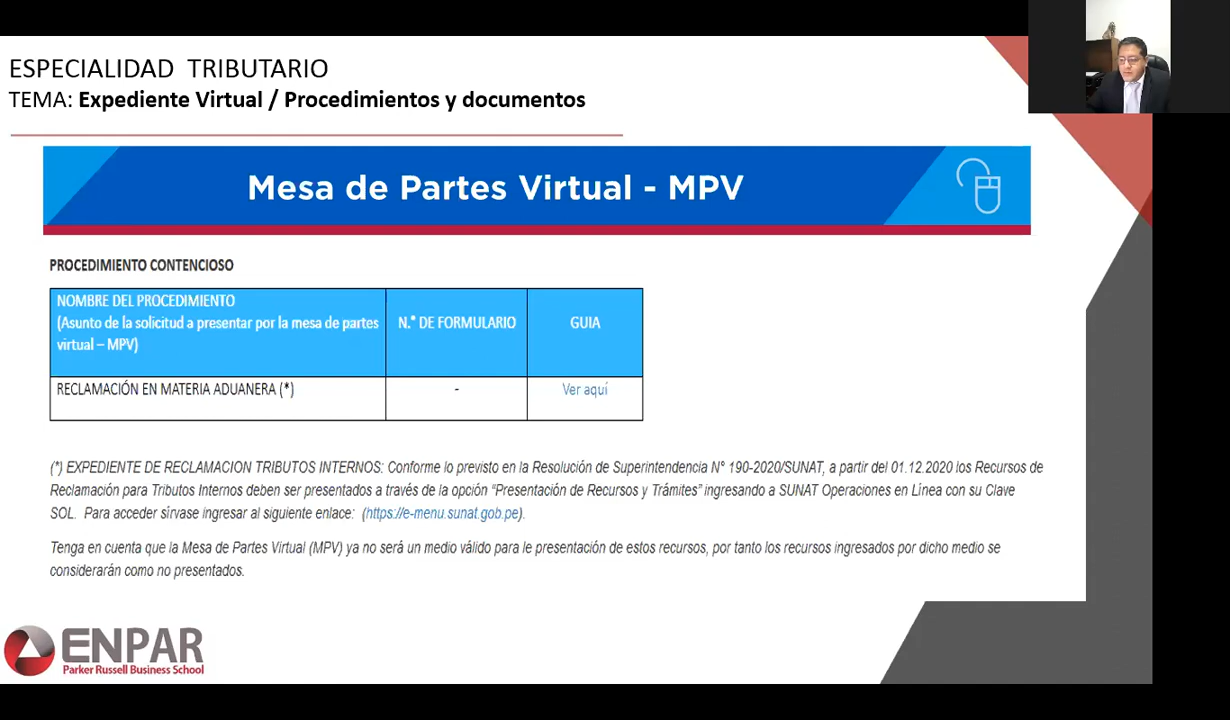 ESPECIALIDAD TRIBUTARIO
TEMA: Expediente Virtual / Procedimientos y documentos
Mesa de Partes Virtual - MPV
PROCEDIMIENTO CONTENCIOSO
NOMBRE DEL PROCEDIMIENTO
(Asunto de la solicitud a presentar por la mesa de partes
virtual – MPV)
N.° DE FORMULARIO
GUIA
RECLAMACIÓN EN MATERIA ADUANERA (*)
-
Ver aquí
(*) EXPEDIENTE DE RECLAMACION TRIBUTOS INTERNOS: Conforme lo previsto en la Resolución de Superintendencia N° 190-2020/SUNAT, a partir del 01.12.2020 los Recursos de
Reclamación para Tributos Internos deben ser presentados a través de la opción “Presentación de Recursos y Trámites” ingresando a SUNAT Operaciones en Línea con su Clave
SOL. Para acceder sírvase ingresar al siguiente enlace: (https://e-menu.sunat.gob.pe).
Tenga en cuenta que la Mesa de Partes Virtual (MPV) ya no será un medio válido para le presentación de estos recursos, por tanto los recursos ingresados por dicho medio se
considerarán como no presentados.
ENPAR
Parker Russell Business School